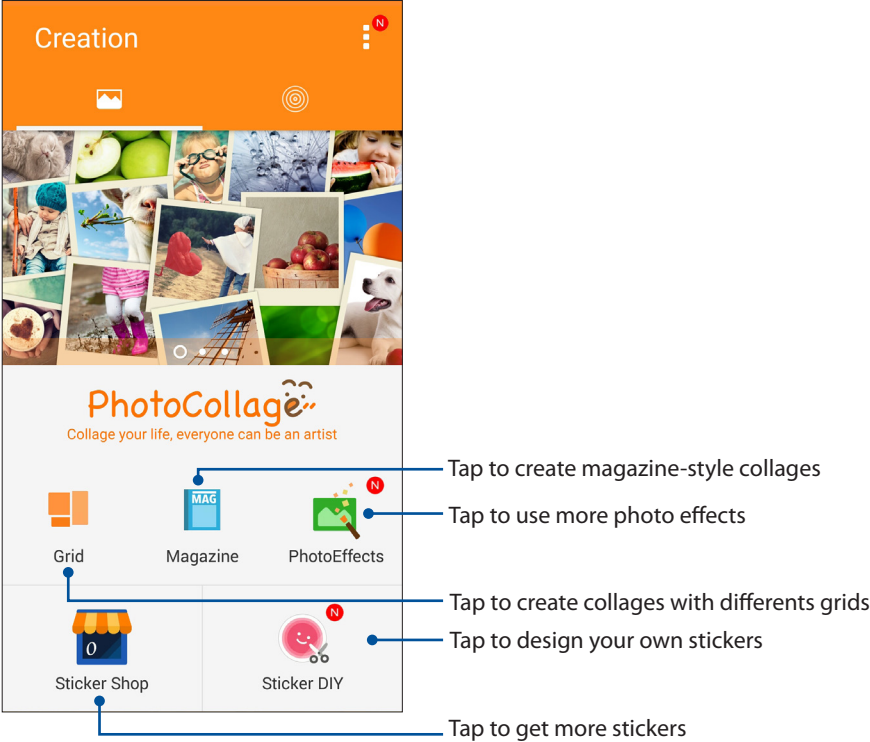 Creation
N
PhotoCollage
Collage your life, everyone can be an artist
Tap to create magazine-style collages
N
MAG
Tap to use more photo effects
Grid
Magazine
PhotoEffects
Tap to create collages with differents grids
N
0
Tap to design your own stickers
Sticker Shop
Sticker DIY
Tap to get more stickers